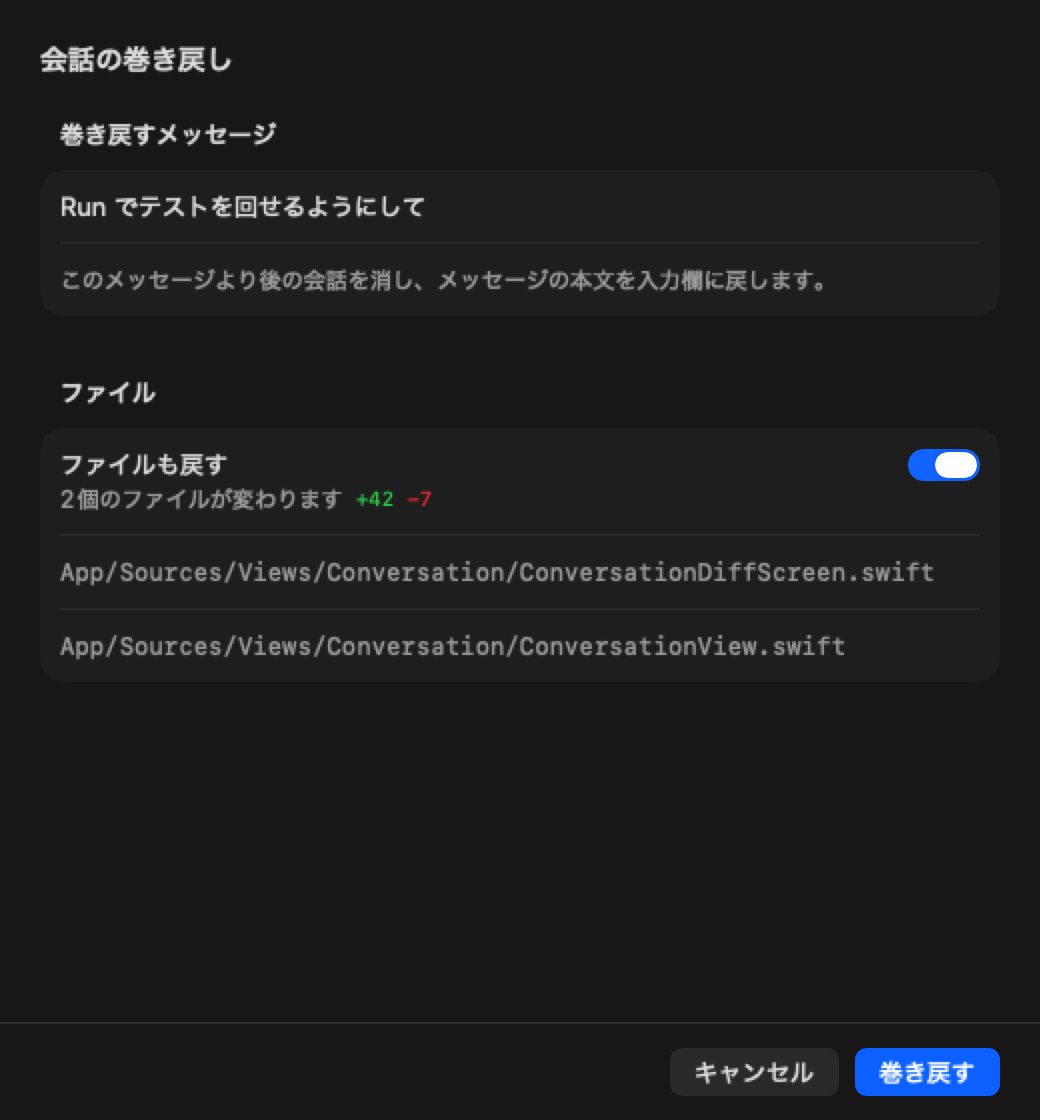 会話の巻き戻し
巻き戻すメッセージ
Run でテストを回せるようにして
このメッセージより後の会話を消し、メッセージの本文を入力欄に戻します。
ファイル
ファイルも戻す
2個のファイルが変わります +42 −7
App/Sources/Views/Conversation/ConversationDiffScreen.swift
App/Sources/Views/Conversation/ConversationView.swift
キャンセル 巻き戻す